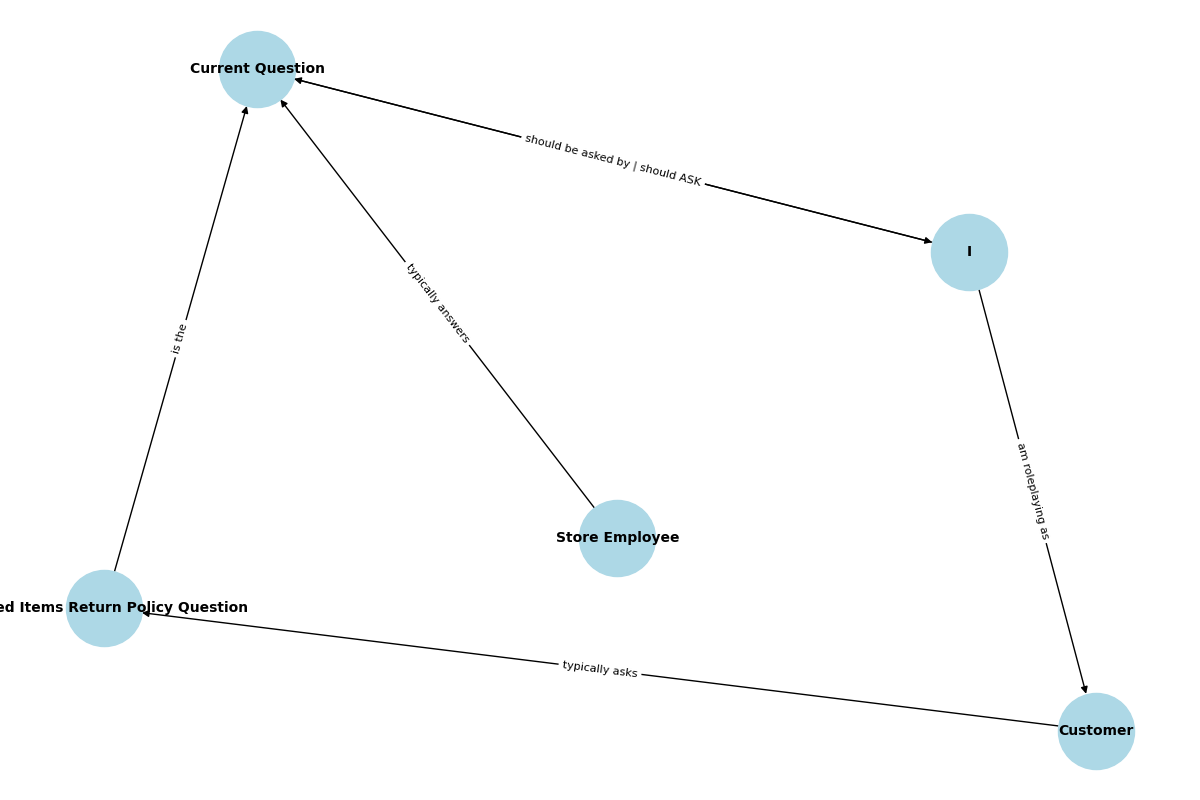 Current Question
should be asked by | should ASK
I
typically answers
is the
am roleplaying as
Store Employee
Items Return Policy Question
typically asks
Customer